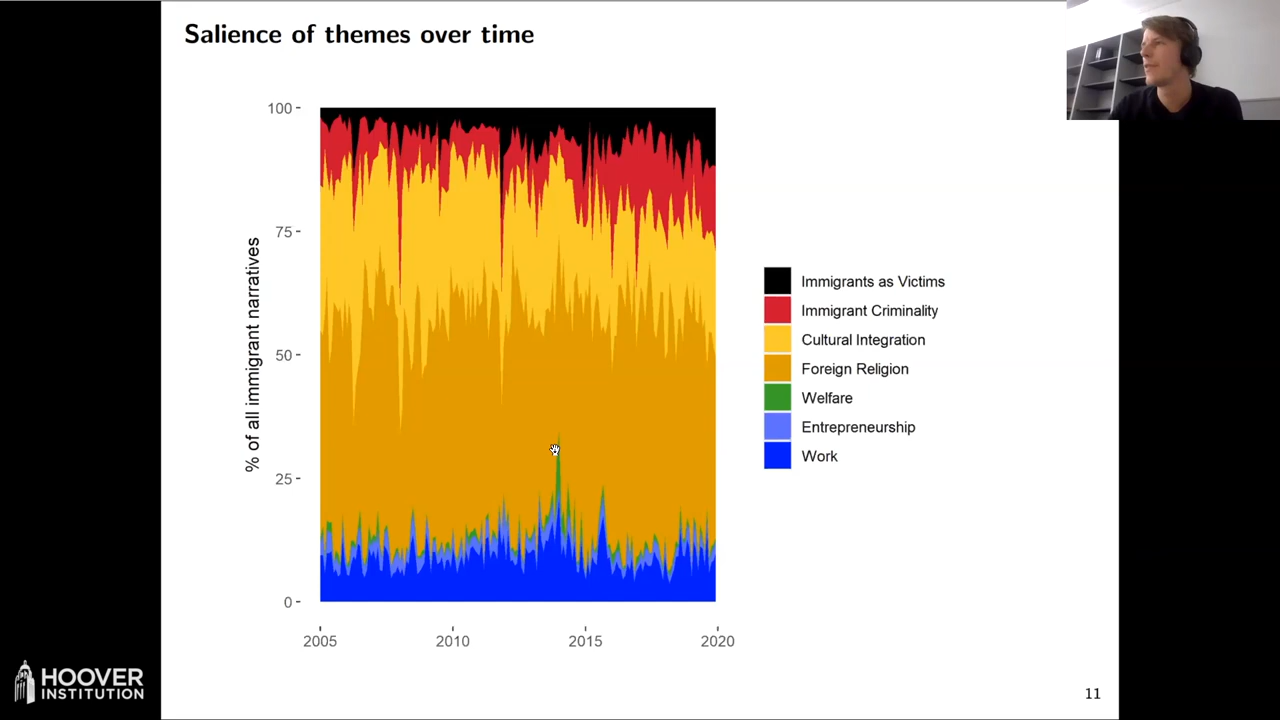 Salience of themes over time
% of all immigrant narratives
100
75
50
25
0
2005
2010
2015
2020
Immigrants as Victims
Immigrant Criminality
Cultural Integration
Foreign Religion
Welfare
Entrepreneurship
Work
HOOVER
INSTITUTION
11